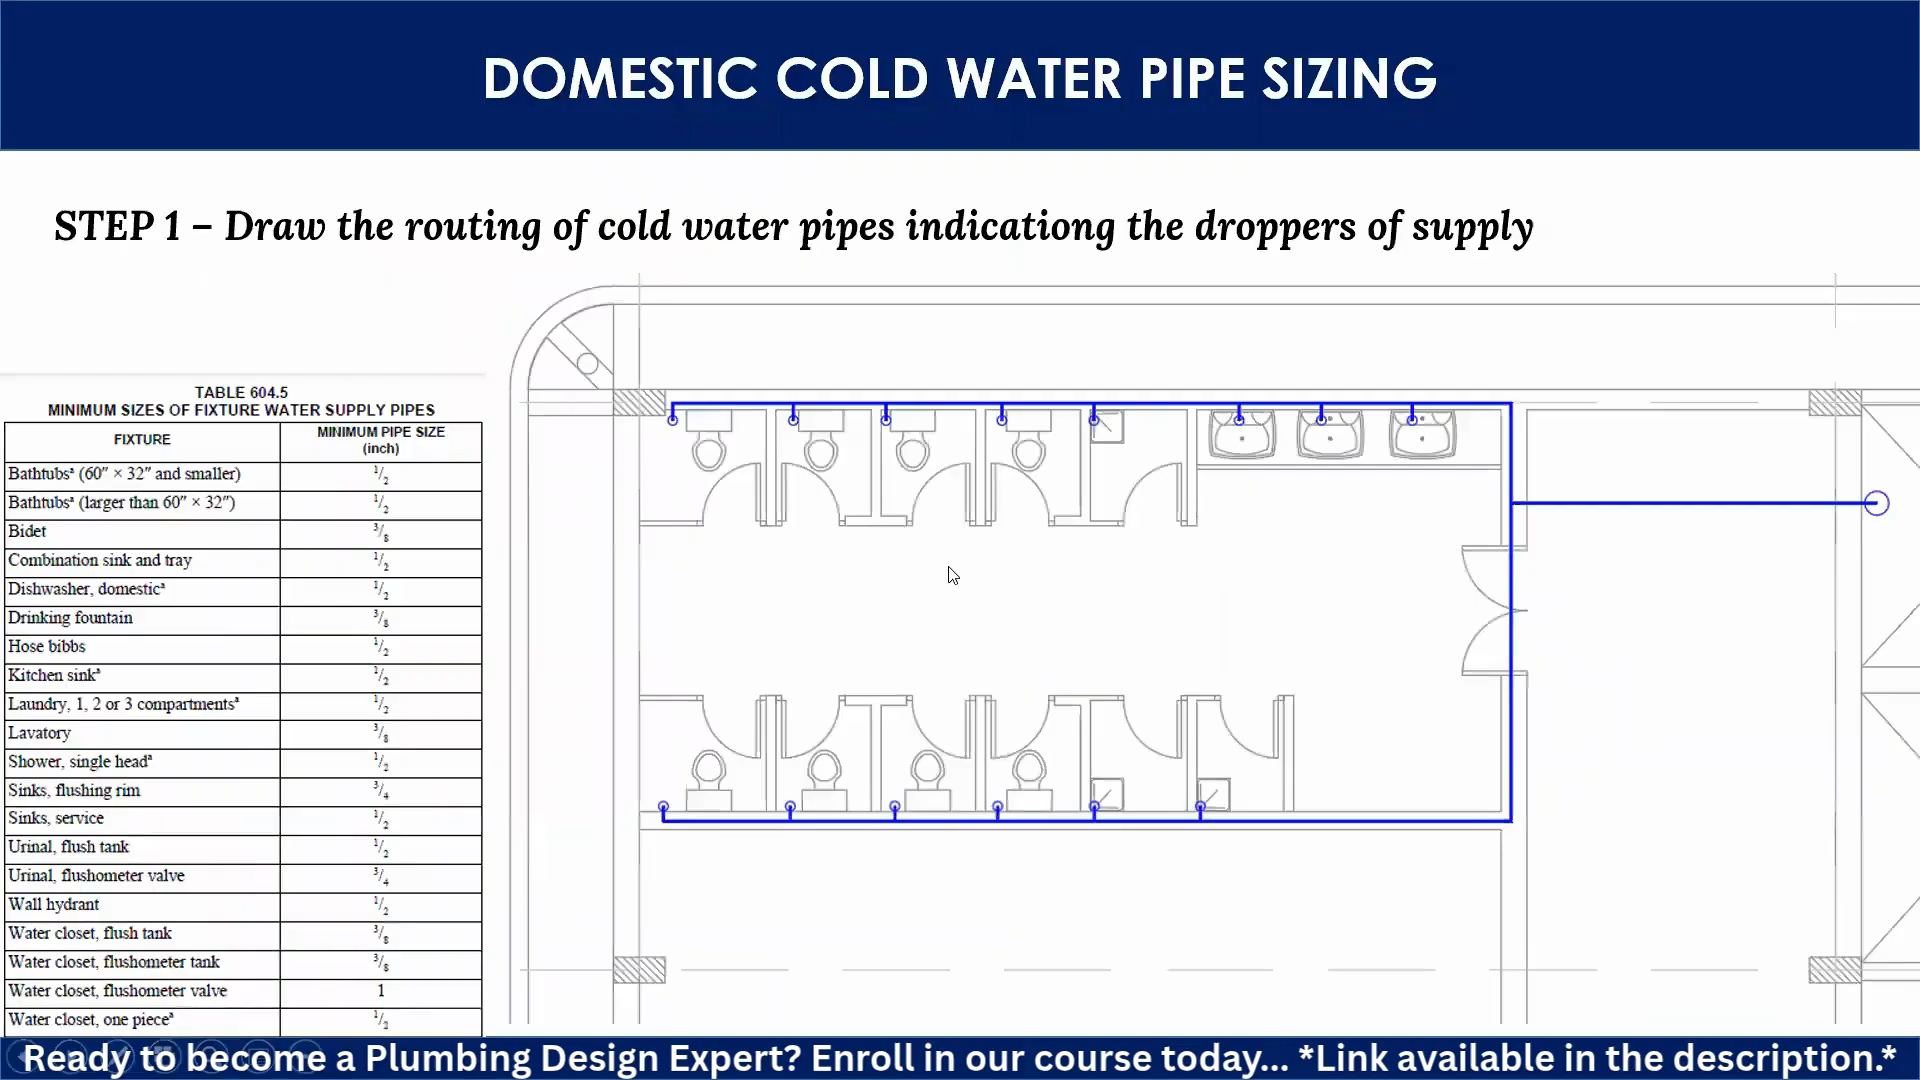 DOMESTIC COLD WATER PIPE SIZING
STEP 1 – Draw the routing of cold water pipes indicationg the droppers of supply
TABLE 604.5
MINIMUM SIZES OF FIXTURE WATER SUPPLY PIPES
FIXTURE MINIMUM PIPE SIZE (inch)
Bathtubsª (60″ × 32″ and smaller) 1/2
Bathtubsª (larger than 60″ × 32″) 1/2
Bidet 3/8
Combination sink and tray 1/2
Dishwasher, domesticª 1/2
Drinking fountain 3/8
Hose bibbs 1/2
Kitchen sinkª 1/2
Laundry, 1, 2 or 3 compartmentsª 1/2
Lavatory 3/8
Shower, single headª 1/2
Sinks, flushing rim 3/4
Sinks, service 1/2
Urinal, flush tank 1/2
Urinal, flushometer valve 3/4
Wall hydrant 1/2
Water closet, flush tank 3/8
Water closet, flushometer tank 3/8
Water closet, flushometer valve 1
Water closet, one pieceª 1/2
Ready to become a Plumbing Design Expert? Enroll in our course today... *Link available in the description.*